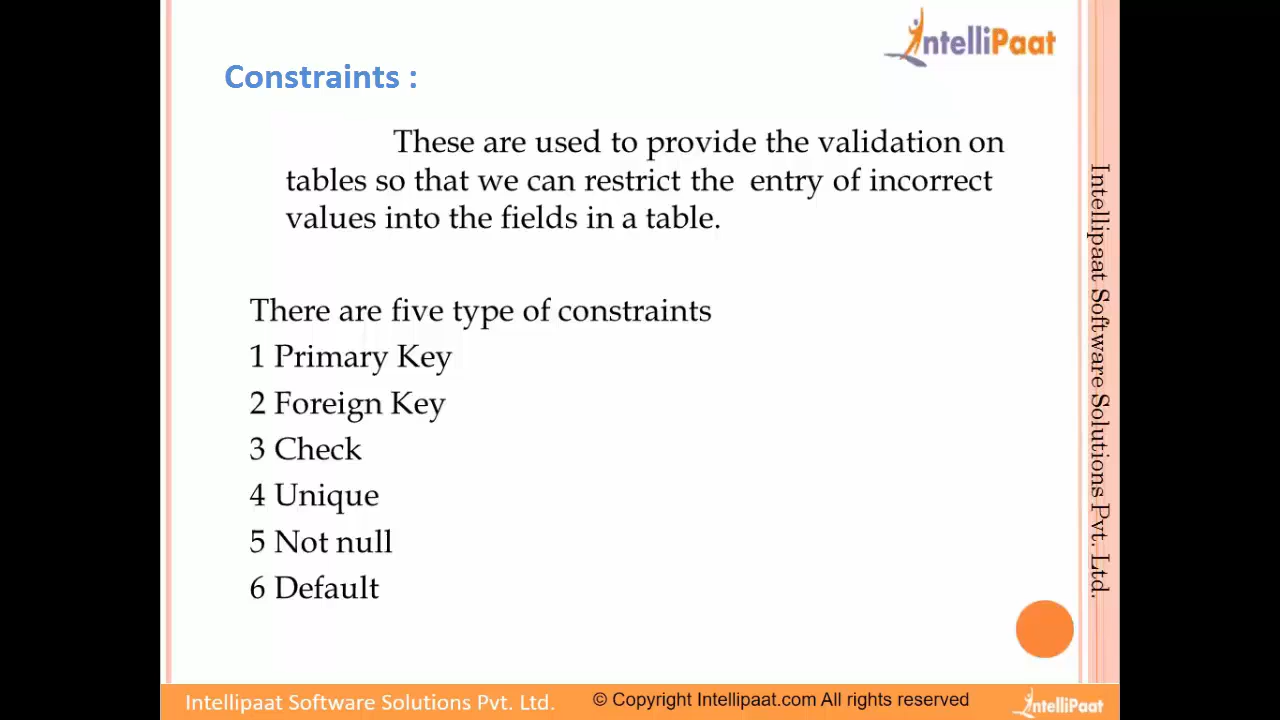 IntelliPaat
Constraints :
These are used to provide the validation on
tables so that we can restrict the entry of incorrect
values into the fields in a table.
There are five type of constraints
1 Primary Key
2 Foreign Key
3 Check
4 Unique
5 Not null
6 Default
Intellipaat Software Solutions Pvt. Ltd.
Intellipaat Software Solutions Pvt. Ltd.
© Copyright Intellipaat.com All rights reserved
IntelliPaat